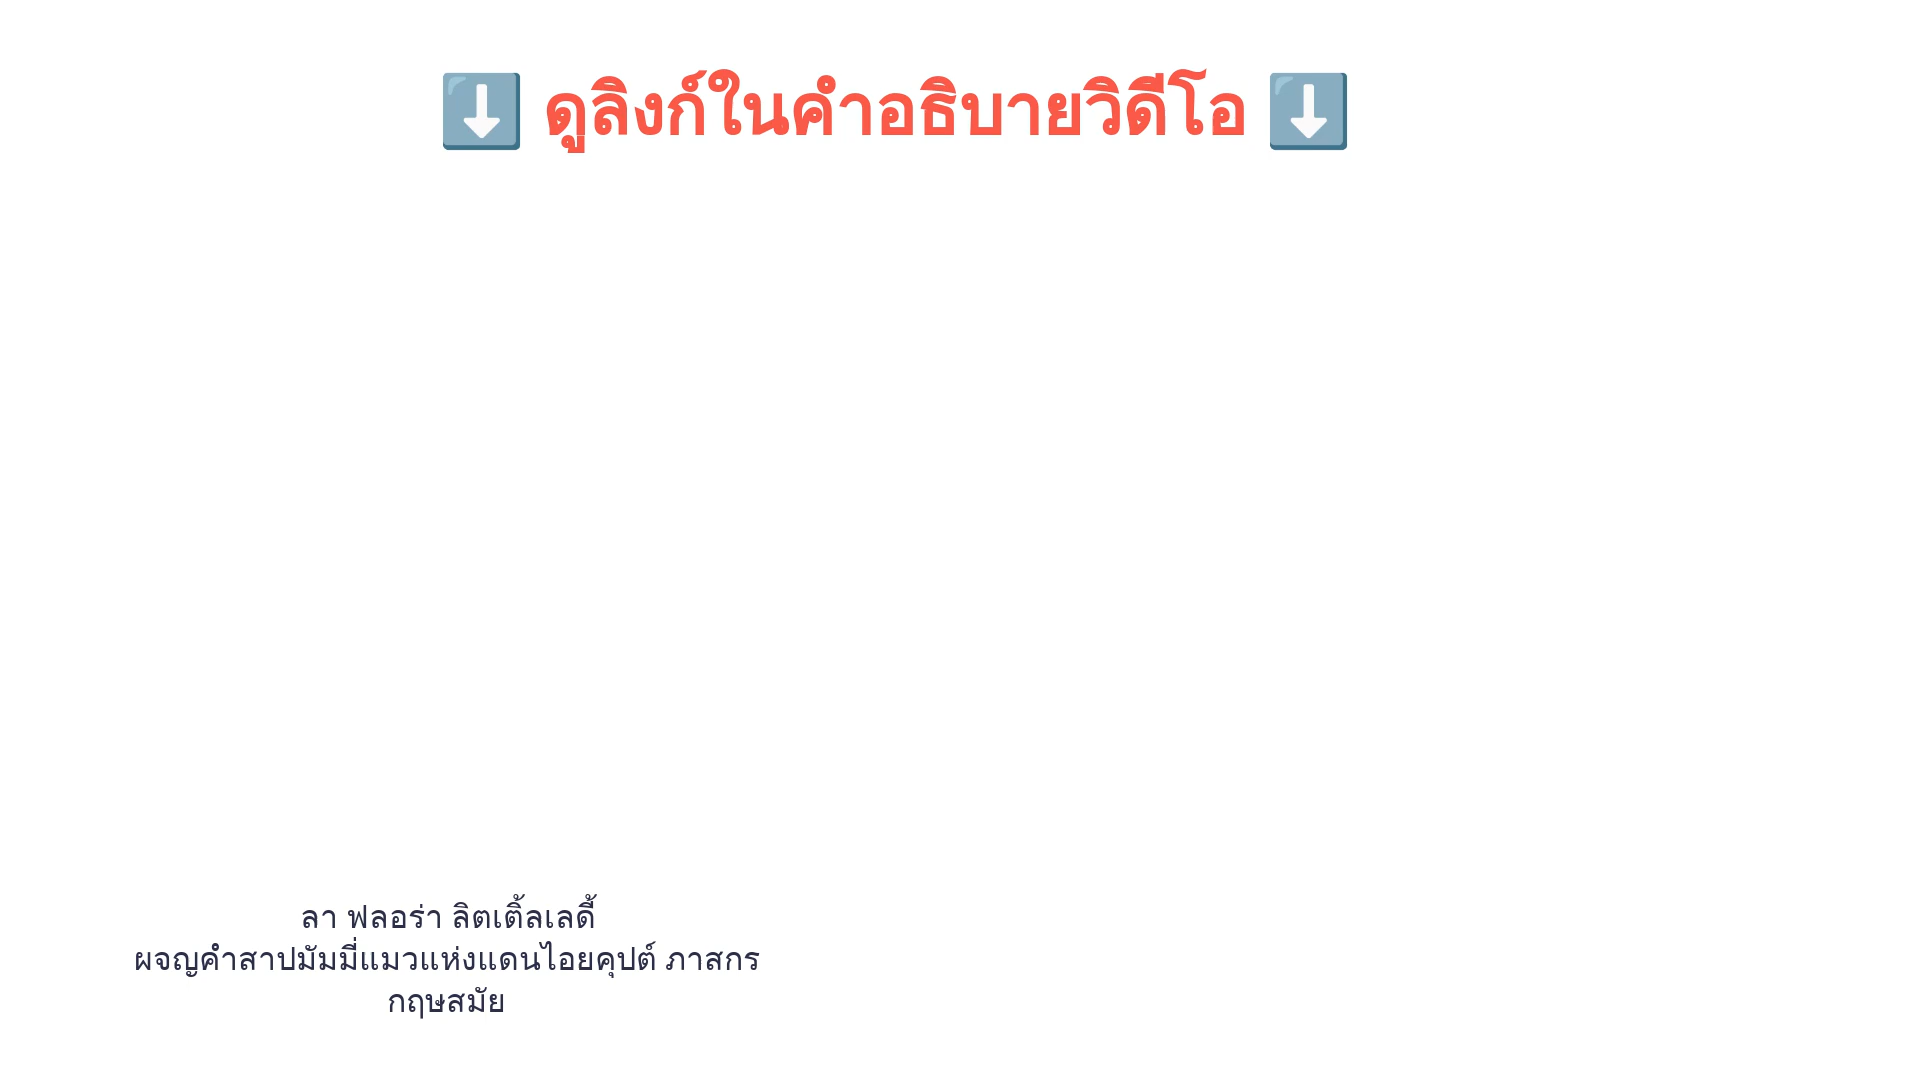 ⬇️ ดูลิงก์ในคำอธิบายวิดีโอ ⬇️
ลา ฟลอร่า ลิตเติ้ลเลดี้
ผจญคำสาปมัมมี่แมวแห่งแดนไอยคุปต์ ภาสกร
กฤษสมัย